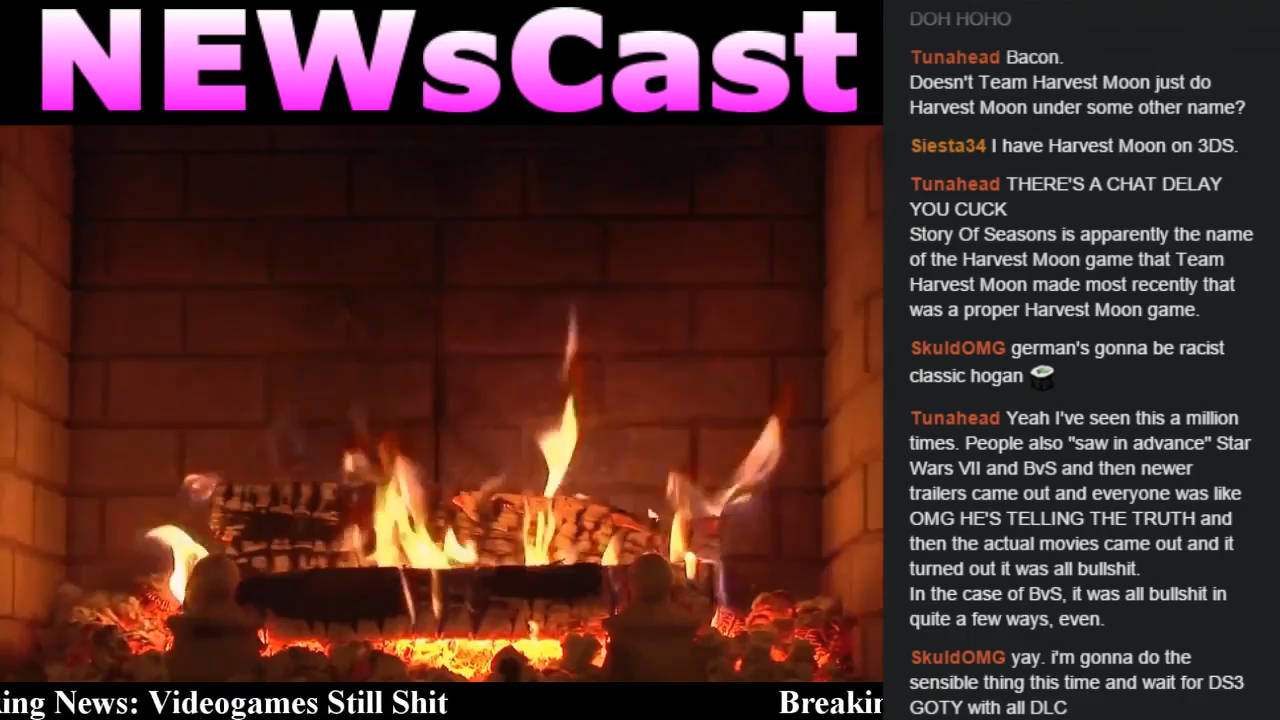 NEWsCast
DOH HOHO
Tunahead Bacon.
Doesn't Team Harvest Moon just do
Harvest Moon under some other name?
Siesta34 I have Harvest Moon on 3DS.
Tunahead THERE'S A CHAT DELAY
YOU CUCK
Story Of Seasons is apparently the name
of the Harvest Moon game that Team
Harvest Moon made most recently that
was a proper Harvest Moon game.
SkuldOMG german's gonna be racist
classic hogan
Tunahead Yeah I've seen this a million
times. People also "saw in advance" Star
Wars VII and BvS and then newer
trailers came out and everyone was like
OMG HE'S TELLING THE TRUTH and
then the actual movies came out and it
turned out it was all bullshit.
In the case of BvS, it was all bullshit in
quite a few ways, even.
SkuldOMG yay. i'm gonna do the
sensible thing this time and wait for DS3
GOTY with all DLC
ing News: Videogames Still Shit
Breakin